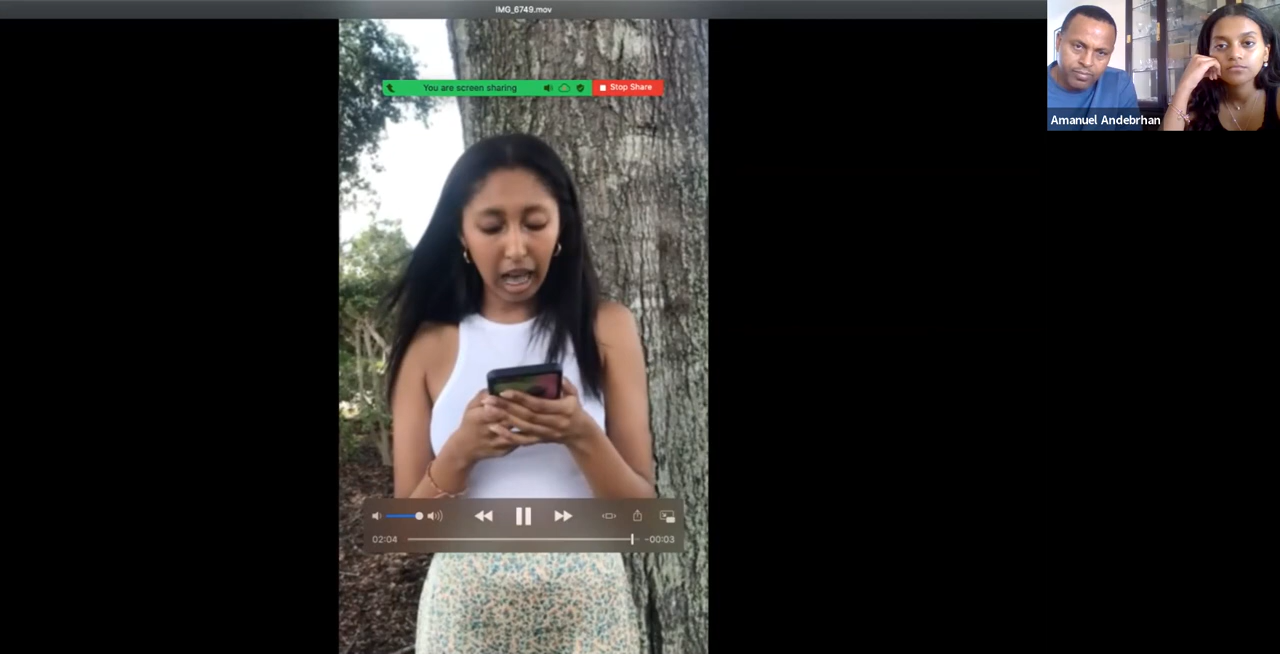 IMG_6749.mov
You are screen sharing
Stop Share
Amanuel Andebrhan
02:04
-00:03